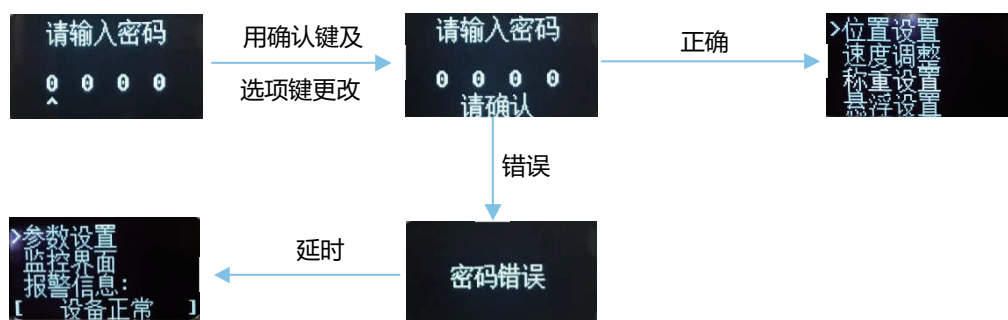 请输入密码
0 0 0 0
^
用确认键及
选项键更改
请输入密码
0 0 0 0
请确认
正确
>位置设置
速度调整
称重设置
悬浮设置
错误
密码错误
延时
>参数设置
监控界面
报警信息:
[ 设备正常 ]